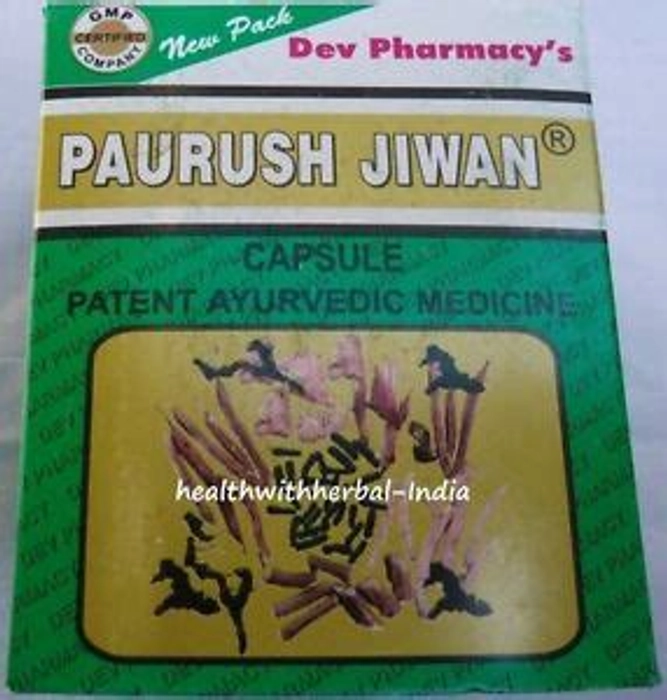 GMP
CERTIFIED
COMPANY
New Pack
Dev Pharmacy's
PAURUSH JIWAN®
CAPSULE
PATENT AYURVEDIC MEDICINE
healthwithherbal-India